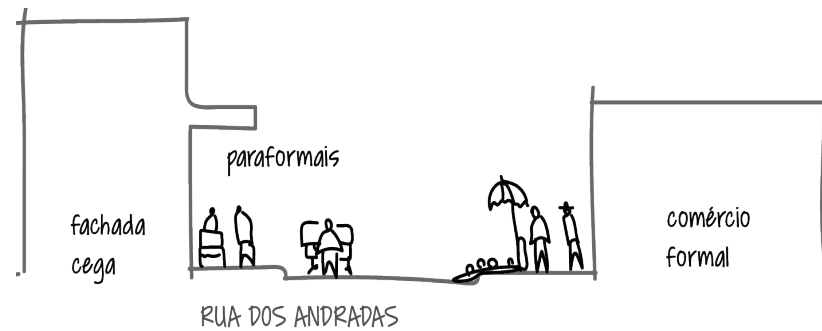 paraformais
fachada
cega
comércio
formal
RUA DOS ANDRADAS